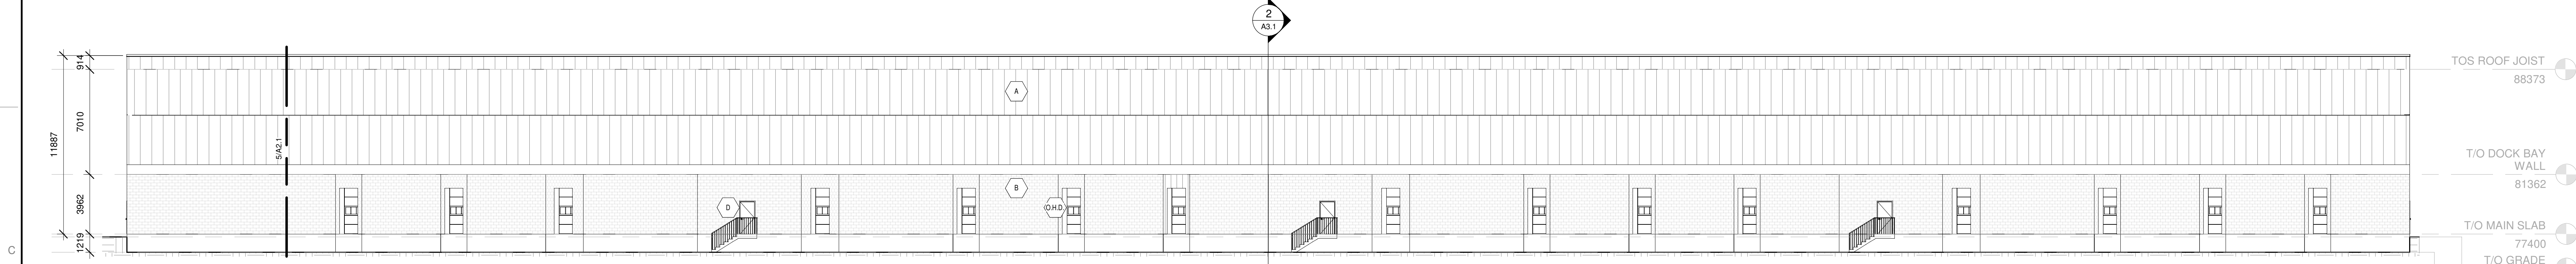 2
A3.1
914
7010
11887
3962
1219
5/A2.1
A
B
D
O.H.D.
TOS ROOF JOIST
88373
T/O DOCK BAY
WALL
81362
T/O MAIN SLAB
77400
T/O GRADE
C